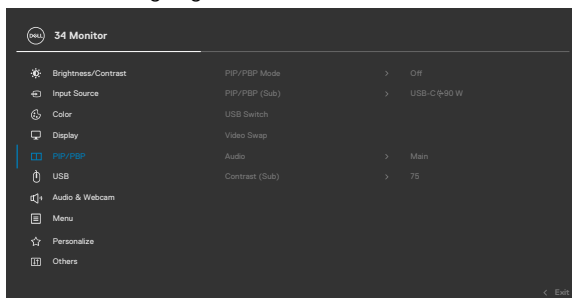 DELL 34 Monitor
Brightness/Contrast PIP/PBP Mode > Off
Input Source PIP/PBP (Sub) > USB-C 90 W
Color USB Switch
Display Video Swap
PIP/PBP Audio > Main
USB Contrast (Sub) > 75
Audio & Webcam
Menu
Personalize
Others
< Exit